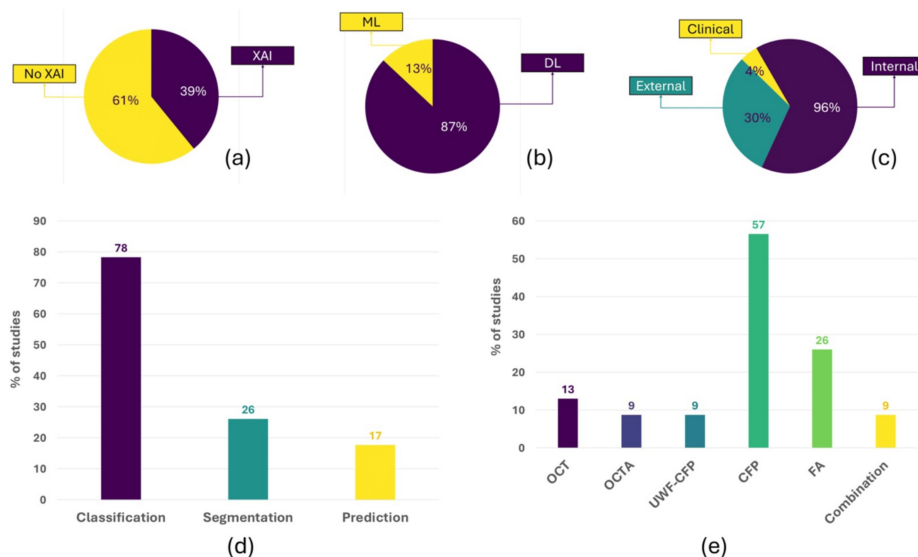 No XAI
XAI
61%
39%
(a)
ML
DL
13%
87%
(b)
Clinical
Internal
External
4%
96%
30%
(c)
% of studies
90
80
70
60
50
40
30
20
10
0
78
26
17
Classification
Segmentation
Prediction
(d)
% of studies
60
50
40
30
20
10
0
13
9
9
57
26
9
OCT
OCTA
UWF-CFP
CFP
FA
Combination
(e)